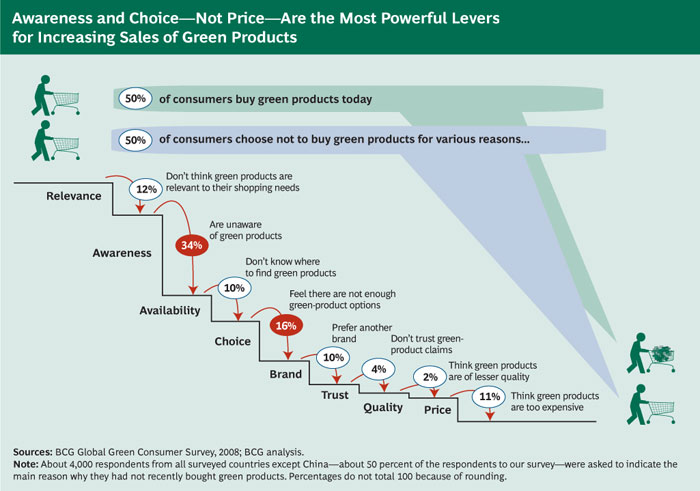 Awareness and Choice—Not Price—Are the Most Powerful Levers
for Increasing Sales of Green Products
50% of consumers buy green products today
50% of consumers choose not to buy green products for various reasons...
Relevance
12%
Don't think green products are
relevant to their shopping needs
Awareness
34%
Are unaware
of green products
Availability
10%
Don't know where
to find green products
Choice
16%
Feel there are not enough
green-product options
Brand
10%
Prefer another
brand
Trust
4%
Don't trust green-
product claims
Quality
2%
Think green products
are of lesser quality
Price
11%
Think green products
are too expensive
Sources: BCG Global Green Consumer Survey, 2008; BCG analysis.
Note: About 4,000 respondents from all surveyed countries except China—about 50 percent of the respondents to our survey—were asked to indicate the
main reason why they had not recently bought green products. Percentages do not total 100 because of rounding.